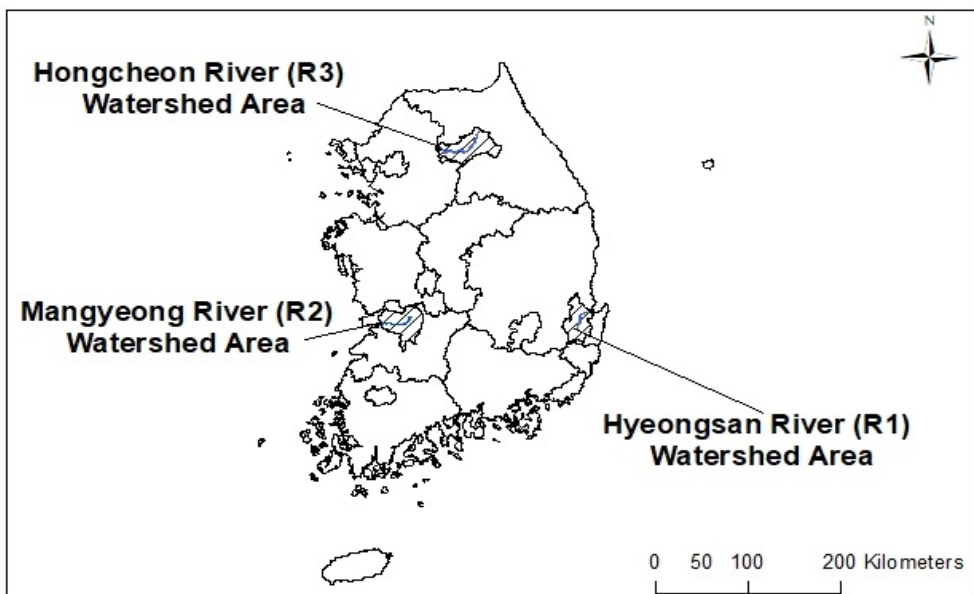 N
Hongcheon River (R3)
Watershed Area
Mangyeong River (R2)
Watershed Area
Hyeongsan River (R1)
Watershed Area
0 50 100 200 Kilometers